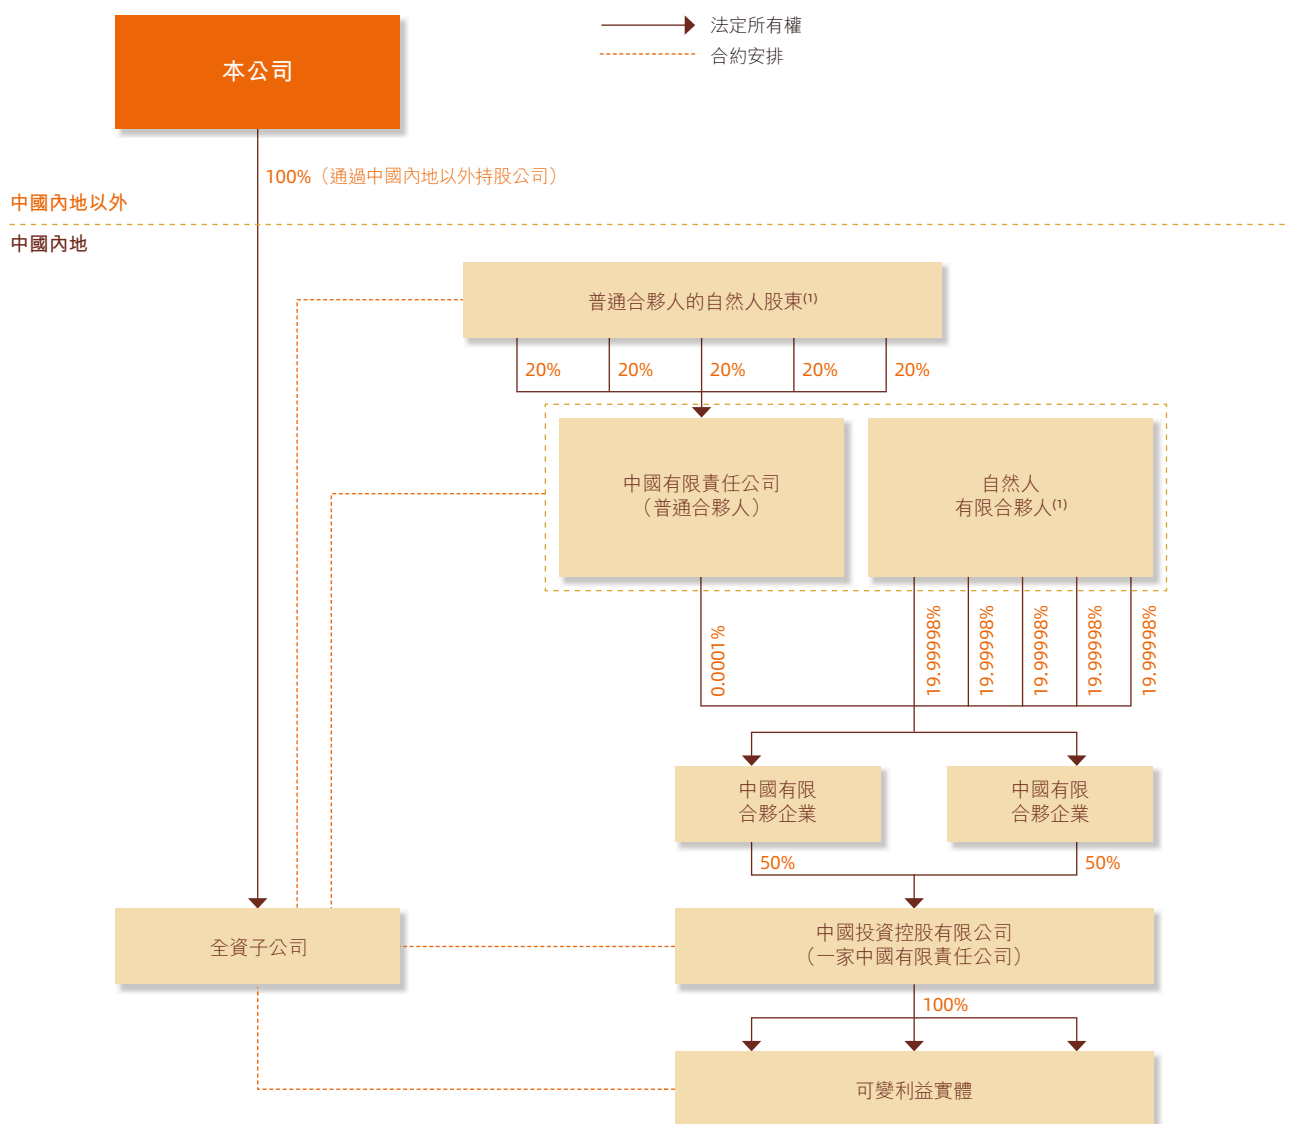 法定所有權
合約安排
本公司
100%（通過中國內地以外持股公司）
中國內地以外
中國內地
普通合夥人的自然人股東(1)
20% 20% 20% 20% 20%
中國有限責任公司
（普通合夥人）
自然人
有限合夥人(1)
0.0001%
19.99998%
19.99998%
19.99998%
19.99998%
19.99998%
中國有限
合夥企業
中國有限
合夥企業
50% 50%
全資子公司
中國投資控股有限公司
（一家中國有限責任公司）
100%
可變利益實體